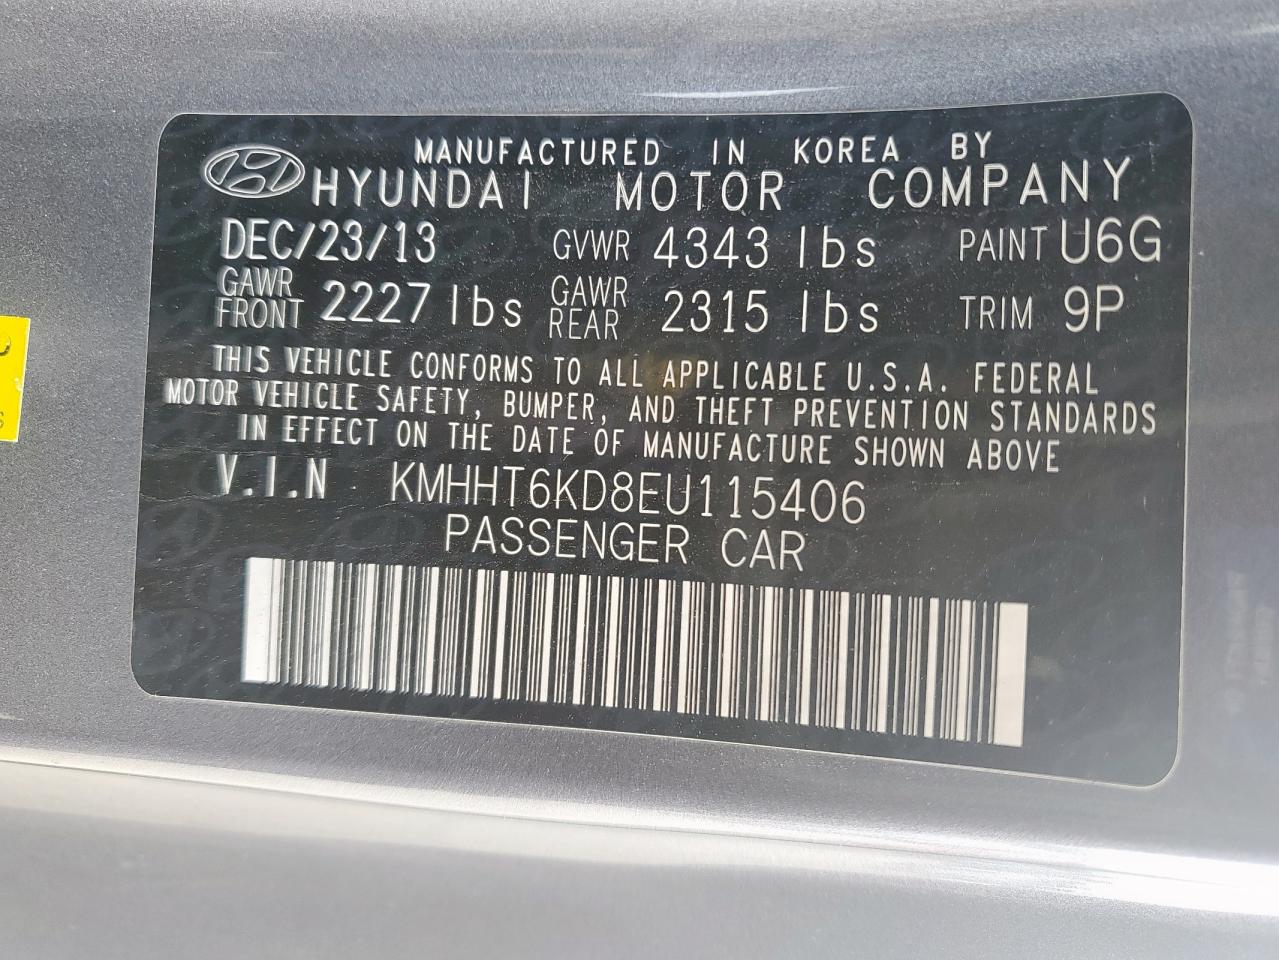 MANUFACTURED IN KOREA BY
HYUNDAI MOTOR COMPANY
DEC/23/13 GVWR 4343 lbs PAINT U6G
GAWR FRONT 2227 lbs GAWR REAR 2315 lbs TRIM 9P
THIS VEHICLE CONFORMS TO ALL APPLICABLE U.S.A. FEDERAL
MOTOR VEHICLE SAFETY, BUMPER, AND THEFT PREVENTION STANDARDS
IN EFFECT ON THE DATE OF MANUFACTURE SHOWN ABOVE
V.I.N KMHHT6KD8EU115406
PASSENGER CAR